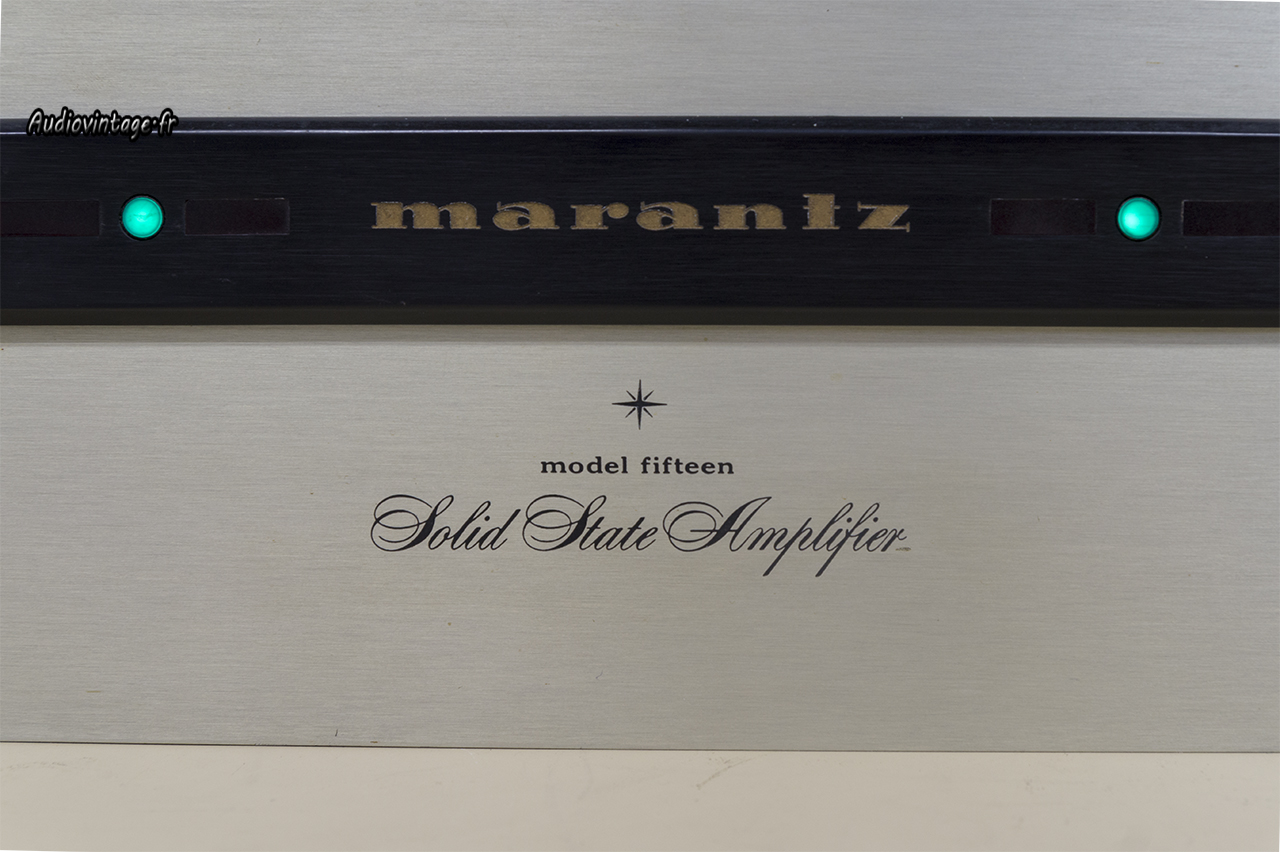 Audiovintage.fr
marantz
model fifteen
Solid State Amplifier